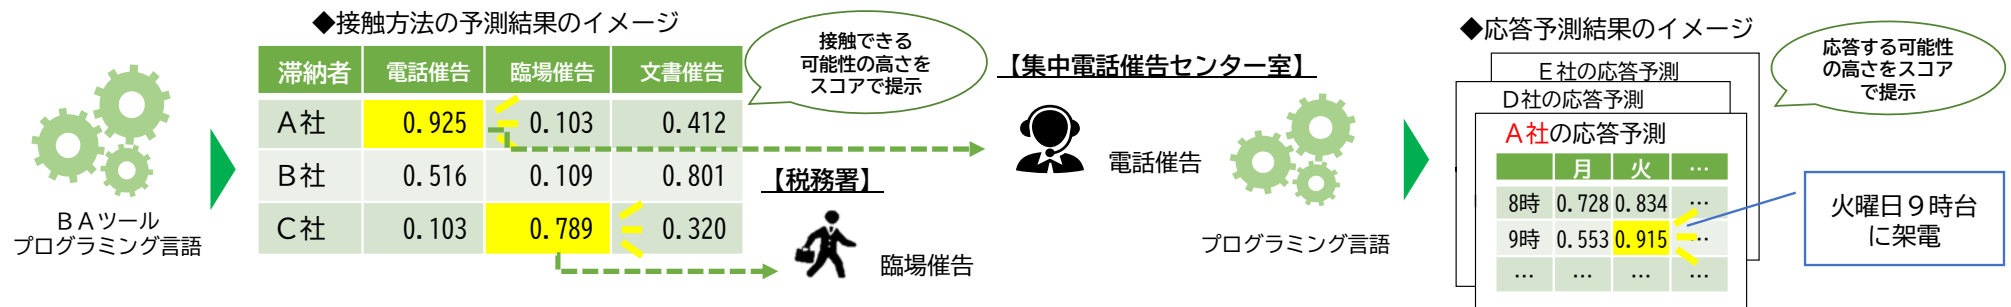 ＢＡツール
プログラミング言語
◆接触方法の予測結果のイメージ
滞納者 電話催告 臨場催告 文書催告
Ａ社 0.925 0.103 0.412
Ｂ社 0.516 0.109 0.801
Ｃ社 0.103 0.789 0.320
接触できる
可能性の高さを
スコアで提示
【集中電話催告センター室】
電話催告
【税務署】
臨場催告
プログラミング言語
◆応答予測結果のイメージ
応答する可能性
の高さをスコア
で提示
Ｅ社の応答予測
Ｄ社の応答予測
Ａ社の応答予測
月 火 …
8時 0.728 0.834 …
9時 0.553 0.915 …
… … … …
火曜日９時台
に架電